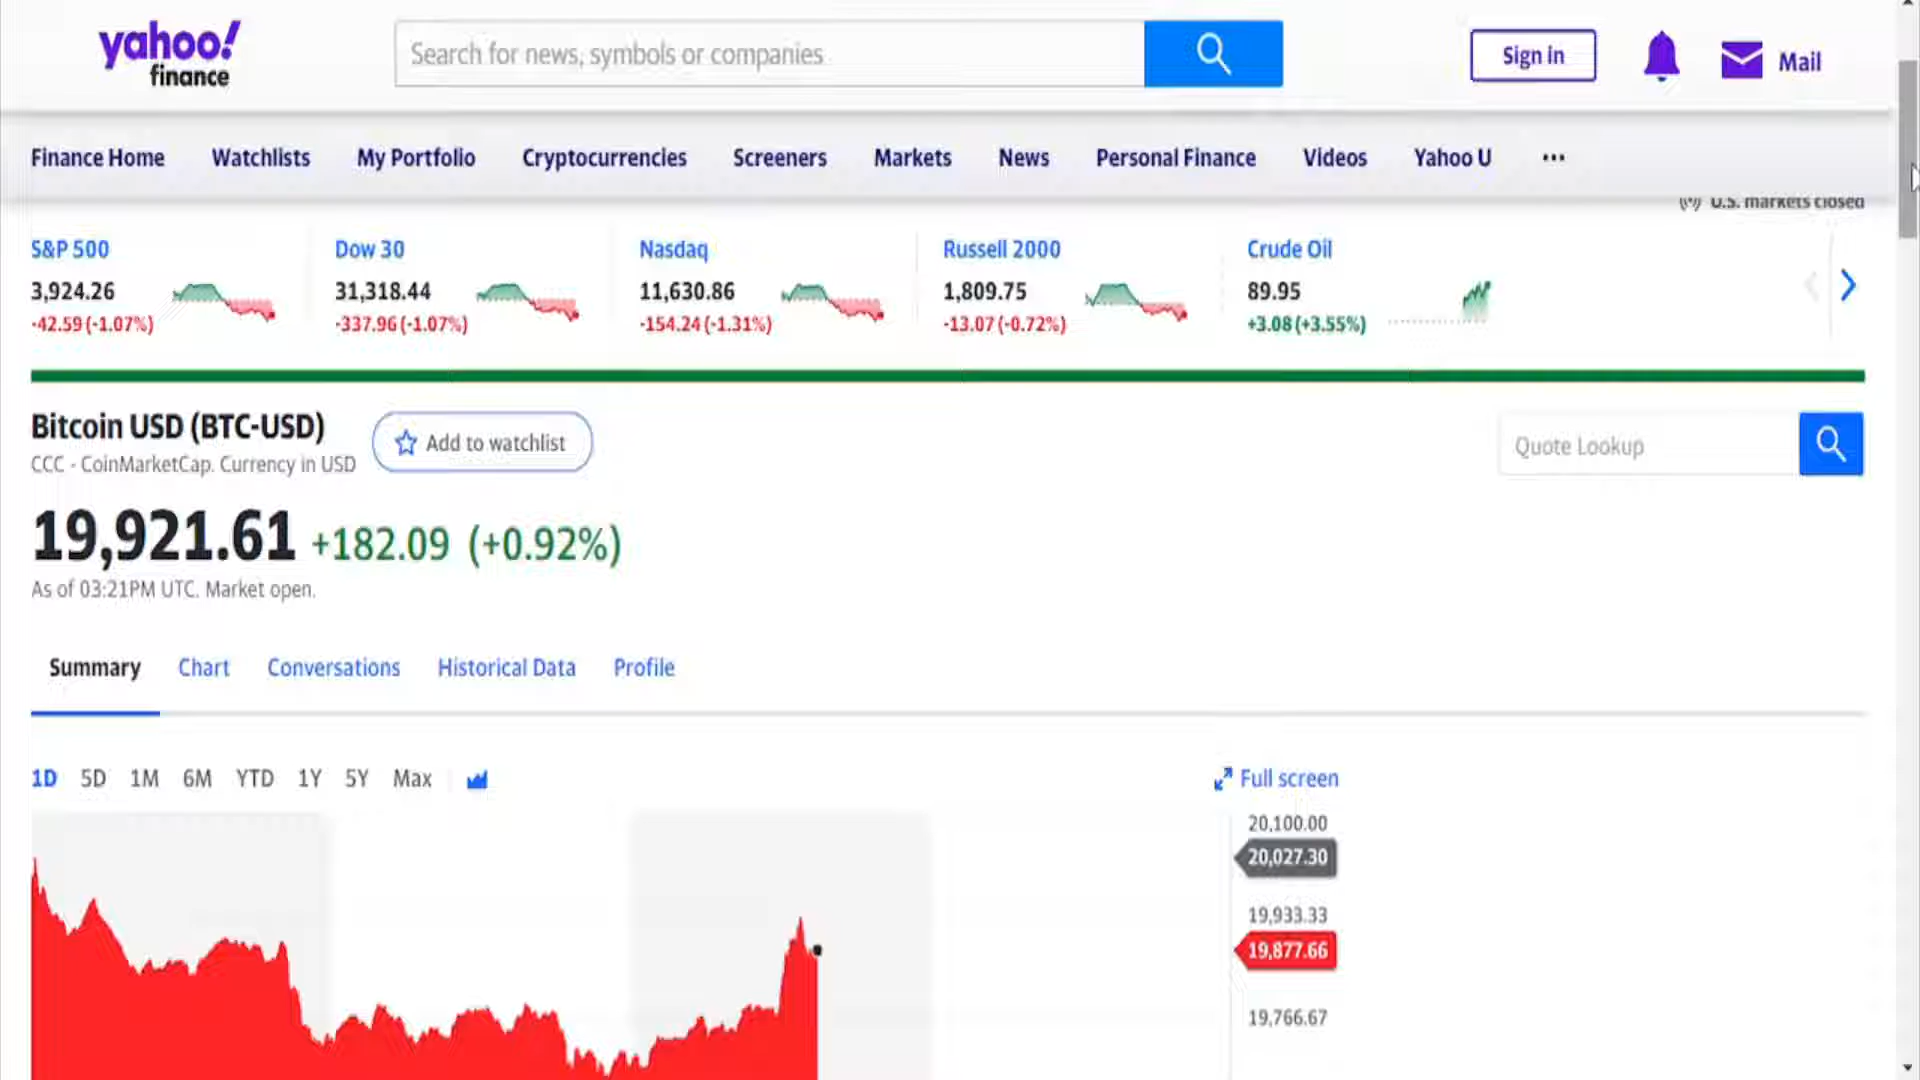 yahoo!
finance
Search for news, symbols or companies
Sign in
Mail
Finance Home Watchlists My Portfolio Cryptocurrencies Screeners Markets News Personal Finance Videos Yahoo U ...
U.S. markets closed
S&P 500 Dow 30 Nasdaq Russell 2000 Crude Oil
3,924.26 31,318.44 11,630.86 1,809.75 89.95
-42.59 (-1.07%) -337.96 (-1.07%) -154.24 (-1.31%) -13.07 (-0.72%) +3.08 (+3.55%)
Bitcoin USD (BTC-USD)
Add to watchlist
Quote Lookup
CCC - CoinMarketCap. Currency in USD
19,921.61 +182.09 (+0.92%)
As of 03:21PM UTC. Market open.
Summary Chart Conversations Historical Data Profile
1D 5D 1M 6M YTD 1Y 5Y Max
Full screen
20,100.00
20,027.30
19,933.33
19,877.66
19,766.67